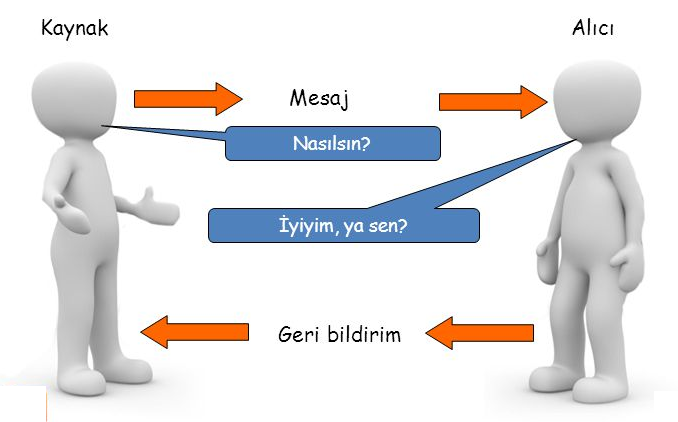 Kaynak
Alıcı
Mesaj
Nasılsın?
İyiyim, ya sen?
Geri bildirim